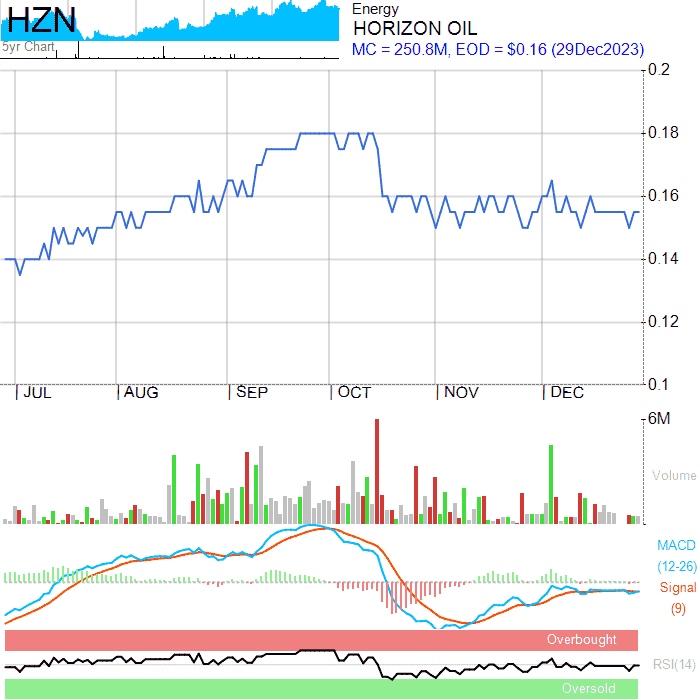 HZN
5yr Chart
Energy
HORIZON OIL
MC = 250.8M, EOD = $0.16 (29Dec2023)
0.2
0.18
0.16
0.14
0.12
0.1
JUL AUG SEP OCT NOV DEC
6M
Volume
MACD
(12-26)
Signal
(9)
Overbought
RSI(14)
Oversold